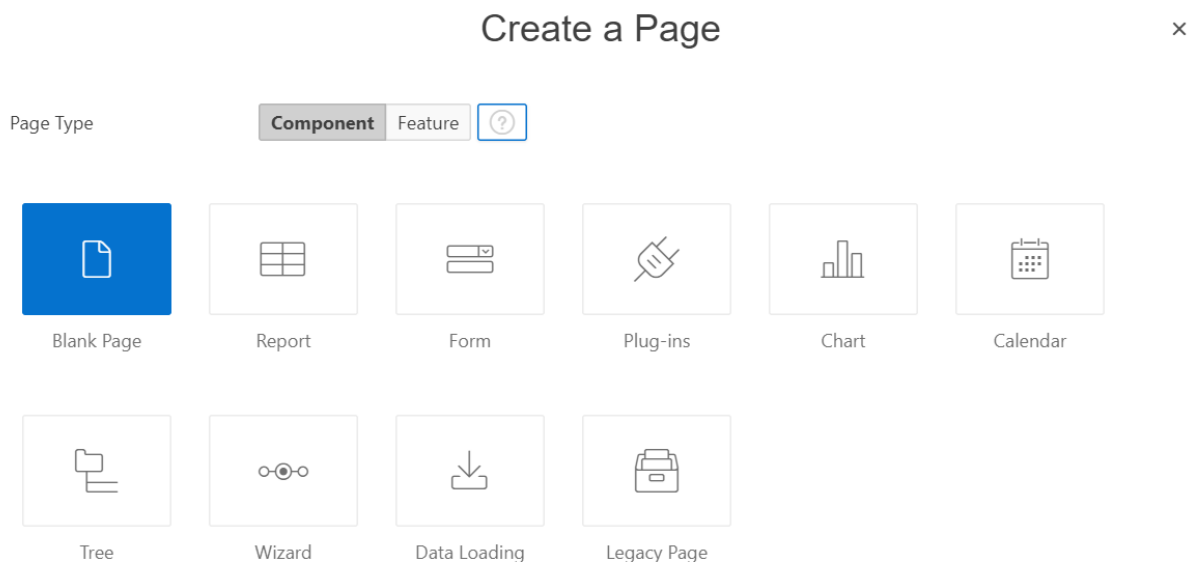 Create a Page
×
Page Type
Component Feature ?
Blank Page Report Form Plug-ins Chart Calendar
Tree Wizard Data Loading Legacy Page